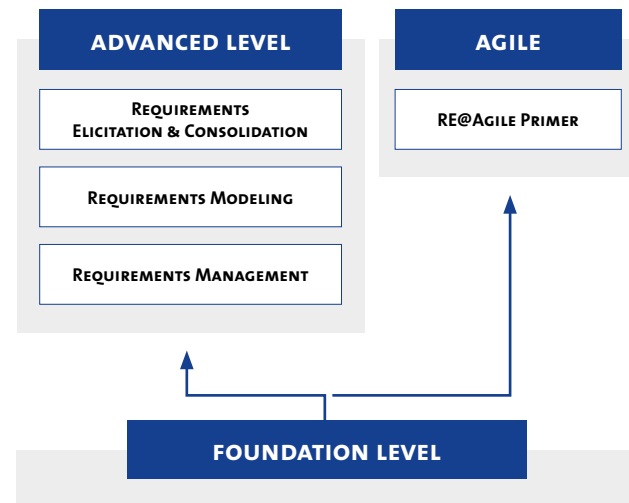 ADVANCED LEVEL
REQUIREMENTS
ELICITATION & CONSOLIDATION
REQUIREMENTS MODELING
REQUIREMENTS MANAGEMENT
AGILE
RE@AGILE PRIMER
FOUNDATION LEVEL